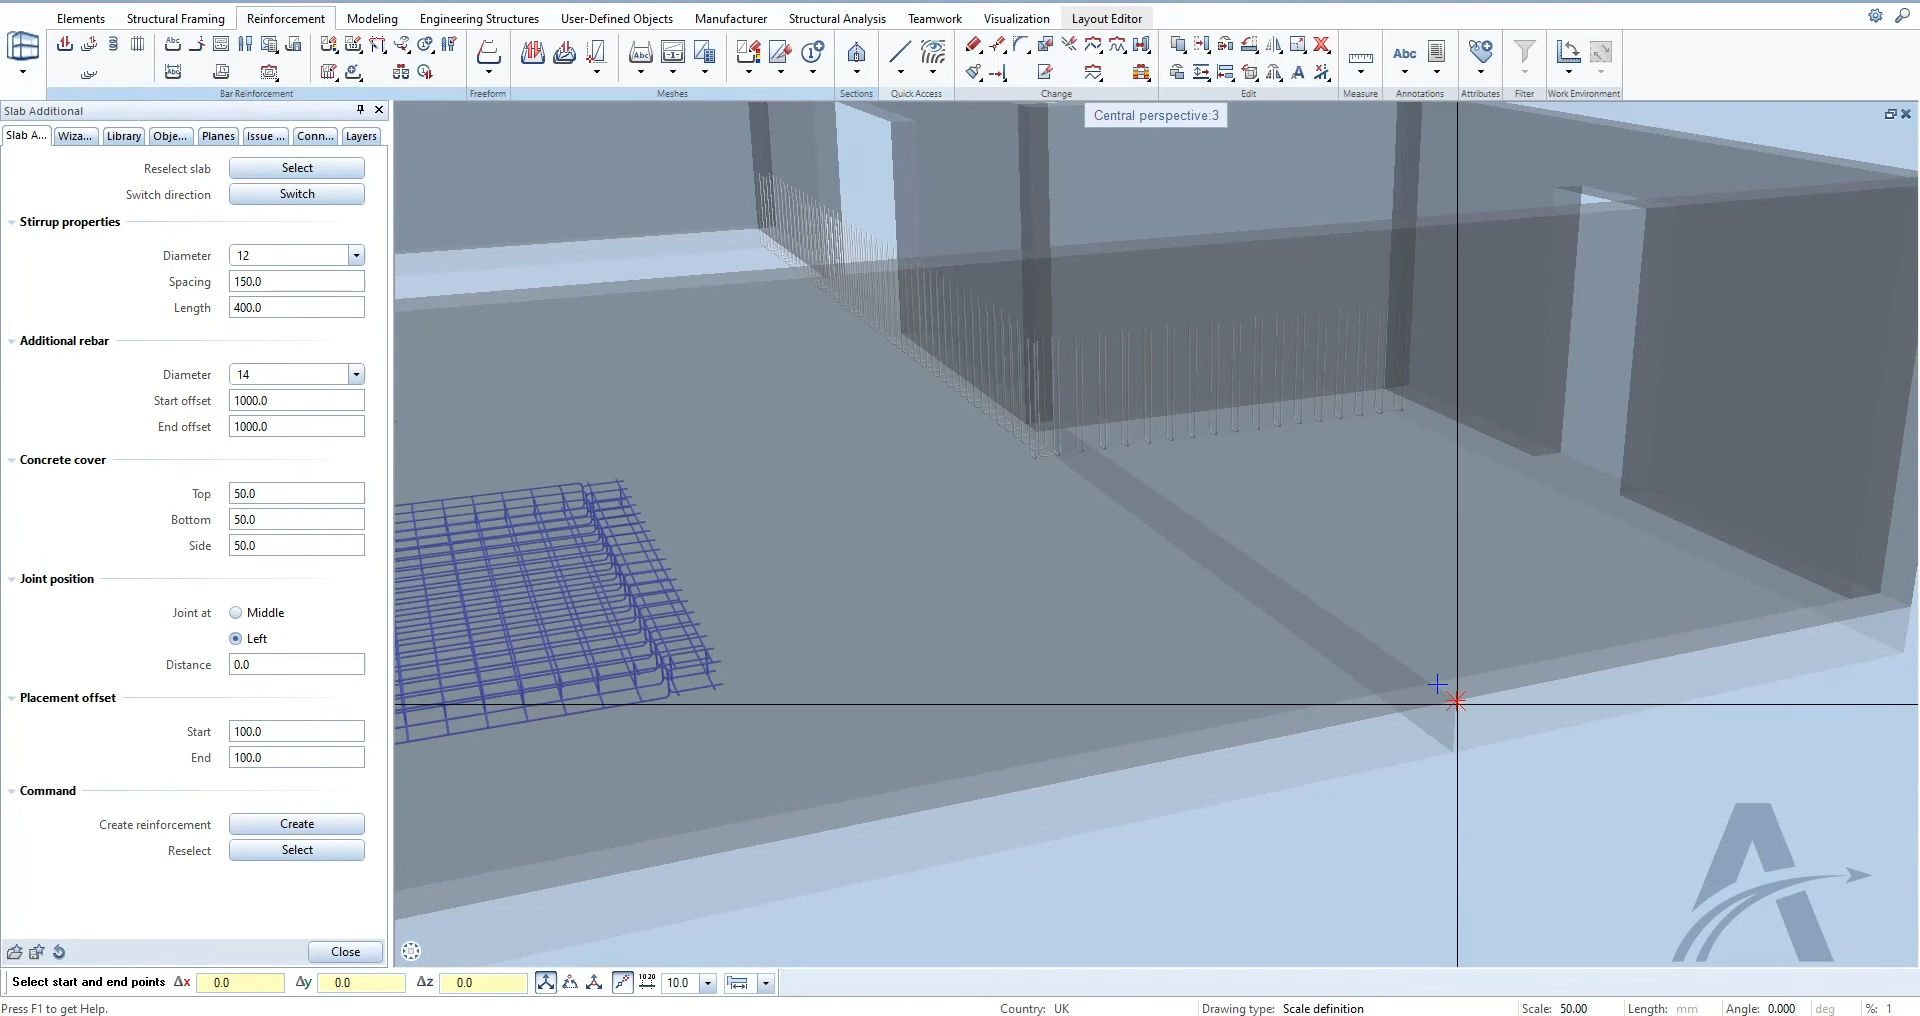 Elements Structural Framing Reinforcement Modeling Engineering Structures User-Defined Objects Manufacturer Structural Analysis Teamwork Visualization Layout Editor
Bar Reinforcement Freeform Meshes Sections Quick Access Change Edit Measure Annotations Attributes Filter Work Environment
Abc
Slab Additional
Central perspective:3
Slab A... Wiza... Library Obje... Planes Issue ... Conn... Layers
Reselect slab Select
Switch direction Switch
Stirrup properties
Diameter 12
Spacing 150.0
Length 400.0
Additional rebar
Diameter 14
Start offset 1000.0
End offset 1000.0
Concrete cover
Top 50.0
Bottom 50.0
Side 50.0
Joint position
Joint at Middle
Left
Distance 0.0
Placement offset
Start 100.0
End 100.0
Command
Create reinforcement Create
Reselect Select
Close
Select start and end points Δx 0.0 Δy 0.0 Δz 0.0 10.0
Press F1 to get Help. Country: UK Drawing type: Scale definition Scale: 50.00 Length: mm Angle: 0.000 deg %: 1